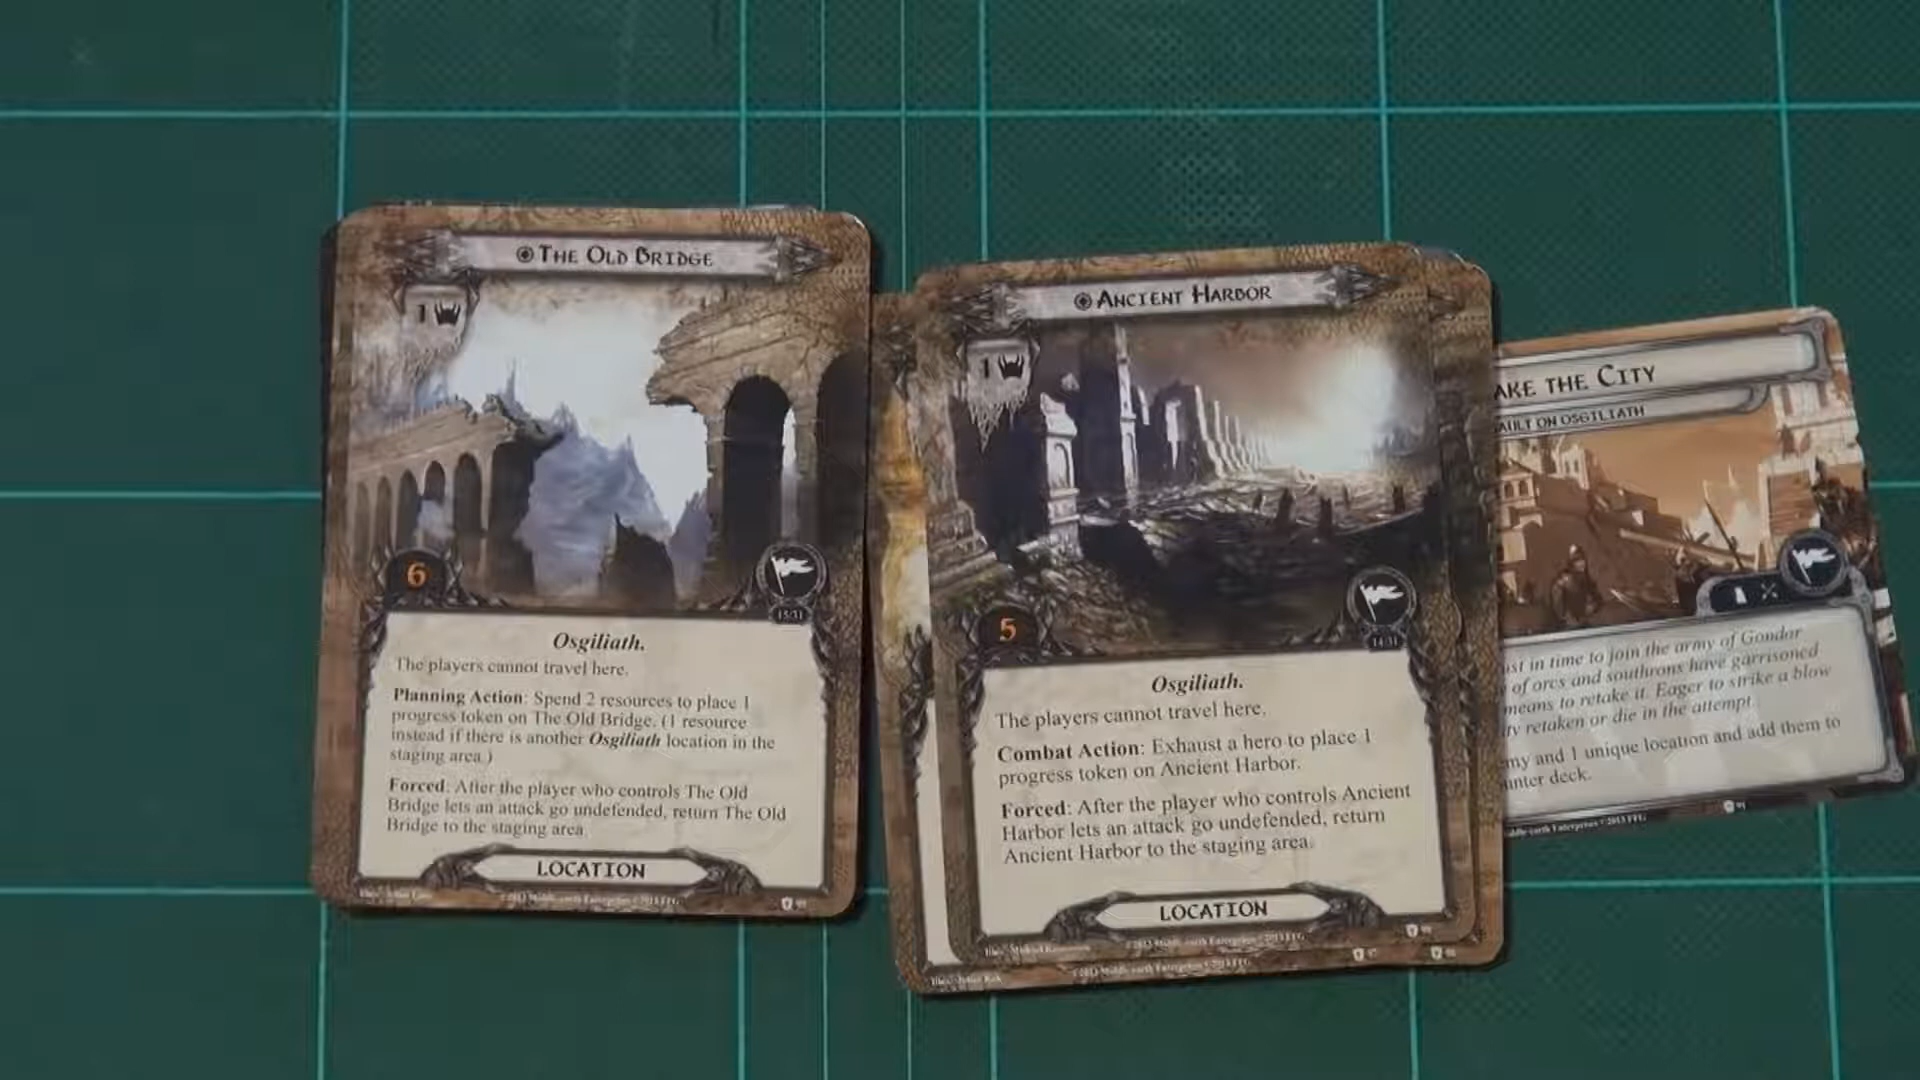 THE OLD BRIDGE
1
6
15/31
Osgiliath.
The players cannot travel here.
Planning Action: Spend 2 resources to place 1
progress token on The Old Bridge. (1 resource
instead if there is another Osgiliath location in the
staging area.)
Forced: After the player who controls The Old
Bridge lets an attack go undefended, return The Old
Bridge to the staging area.
LOCATION
ANCIENT HARBOR
1
5
14/31
Osgiliath.
The players cannot travel here.
Combat Action: Exhaust a hero to place 1
progress token on Ancient Harbor.
Forced: After the player who controls Ancient
Harbor lets an attack go undefended, return
Ancient Harbor to the staging area.
LOCATION
AKE THE CITY
AULT ON OSGILIATH
ust in time to join the army of Gondor
of orcs and southrons have garrisoned
means to retake it. Eager to strike a blow
ity retaken or die in the attempt.
my and 1 unique location and add them to
unter deck.